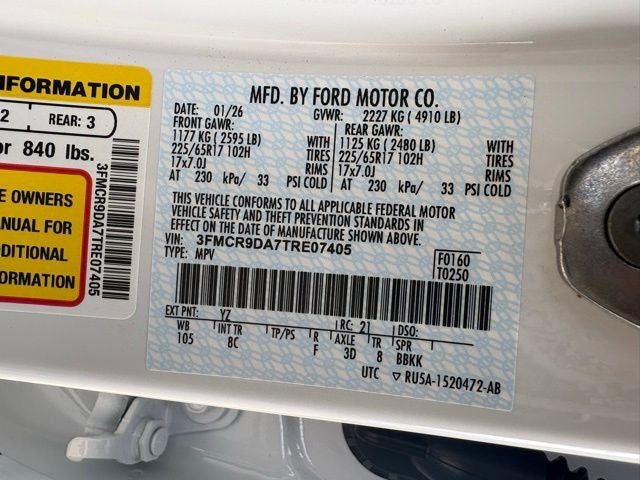 INFORMATION
2 REAR: 3
or 840 lbs.
E OWNERS
MANUAL FOR
ADDITIONAL
INFORMATION
3FMCR9DA7TRE07405
MFD. BY FORD MOTOR CO.
DATE: 01/26 GVWR: 2227 KG ( 4910 LB)
FRONT GAWR: REAR GAWR:
1177 KG ( 2595 LB) WITH 1125 KG ( 2480 LB) WITH
225/65R17 102H TIRES 225/65R17 102H TIRES
17x7.0J RIMS 17x7.0J RIMS
AT 230 kPa/ 33 PSI COLD AT 230 kPa/ 33 PSI COLD
THIS VEHICLE CONFORMS TO ALL APPLICABLE FEDERAL MOTOR
VEHICLE SAFETY AND THEFT PREVENTION STANDARDS IN
EFFECT ON THE DATE OF MANUFACTURE SHOWN ABOVE.
VIN: 3FMCR9DA7TRE07405
TYPE: MPV
F0160
T0250
EXT PNT: YZ RC: 21 DSO:
WB INT TR TP/PS R AXLE TR SPR
105 8C F 3D 8 BBKK
UTC ▽ RU5A-1520472-AB